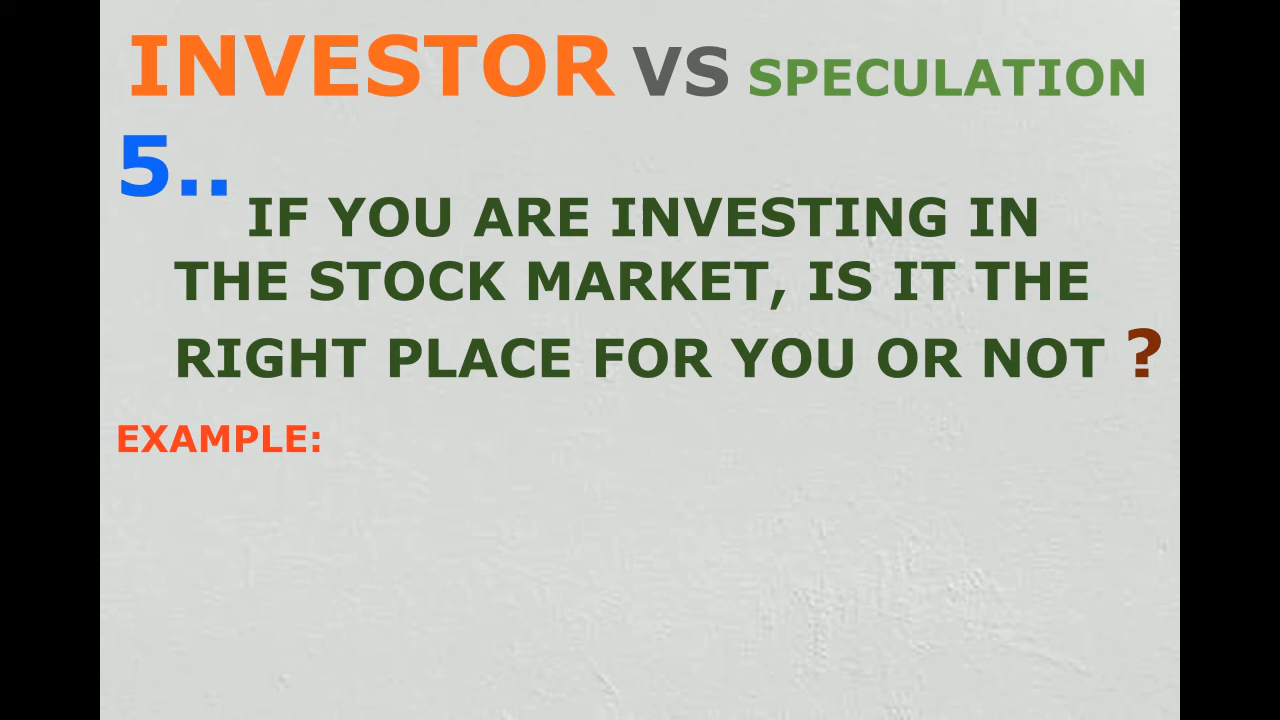 INVESTOR VS SPECULATION
5..
IF YOU ARE INVESTING IN
THE STOCK MARKET, IS IT THE
RIGHT PLACE FOR YOU OR NOT ?
EXAMPLE: